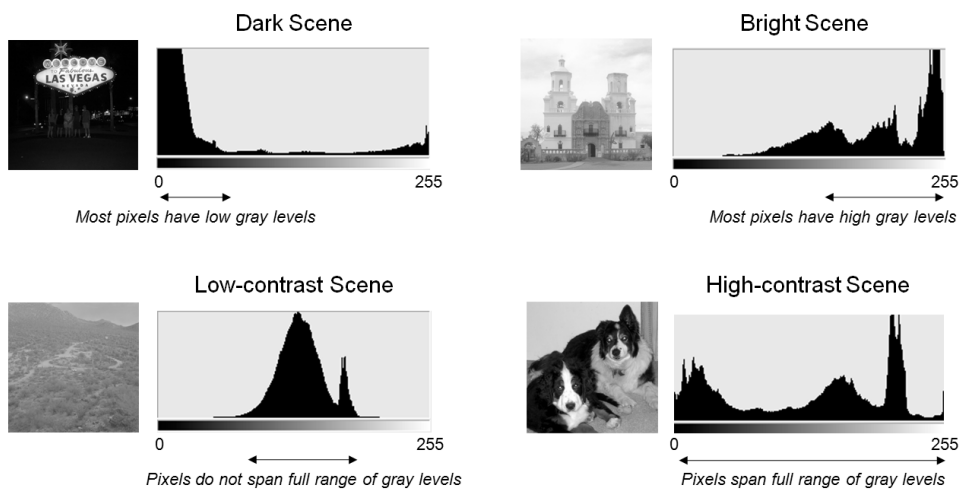 Dark Scene
Fabulous
LAS VEGAS
NEVADA
0
255
Most pixels have low gray levels
Bright Scene
0
255
Most pixels have high gray levels
Low-contrast Scene
0
255
Pixels do not span full range of gray levels
High-contrast Scene
0
255
Pixels span full range of gray levels